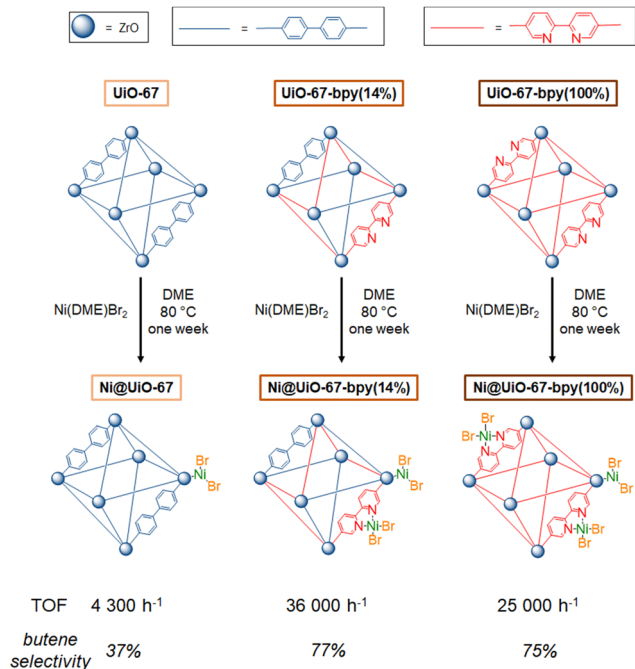 = ZrO = =
N N
UiO-67 UiO-67-bpy(14%) UiO-67-bpy(100%)
N N
N N N N
Ni(DME)Br₂ DME 80 °C one week Ni(DME)Br₂ DME 80 °C one week Ni(DME)Br₂ DME 80 °C one week
Ni@UiO-67 Ni@UiO-67-bpy(14%) Ni@UiO-67-bpy(100%)
Br
Br Ni N N
Br Ni Br Br Ni Br Br Ni Br
N N Ni Br Br N N Ni Br Br
TOF 4 300 h⁻¹ 36 000 h⁻¹ 25 000 h⁻¹
butene
selectivity 37% 77% 75%